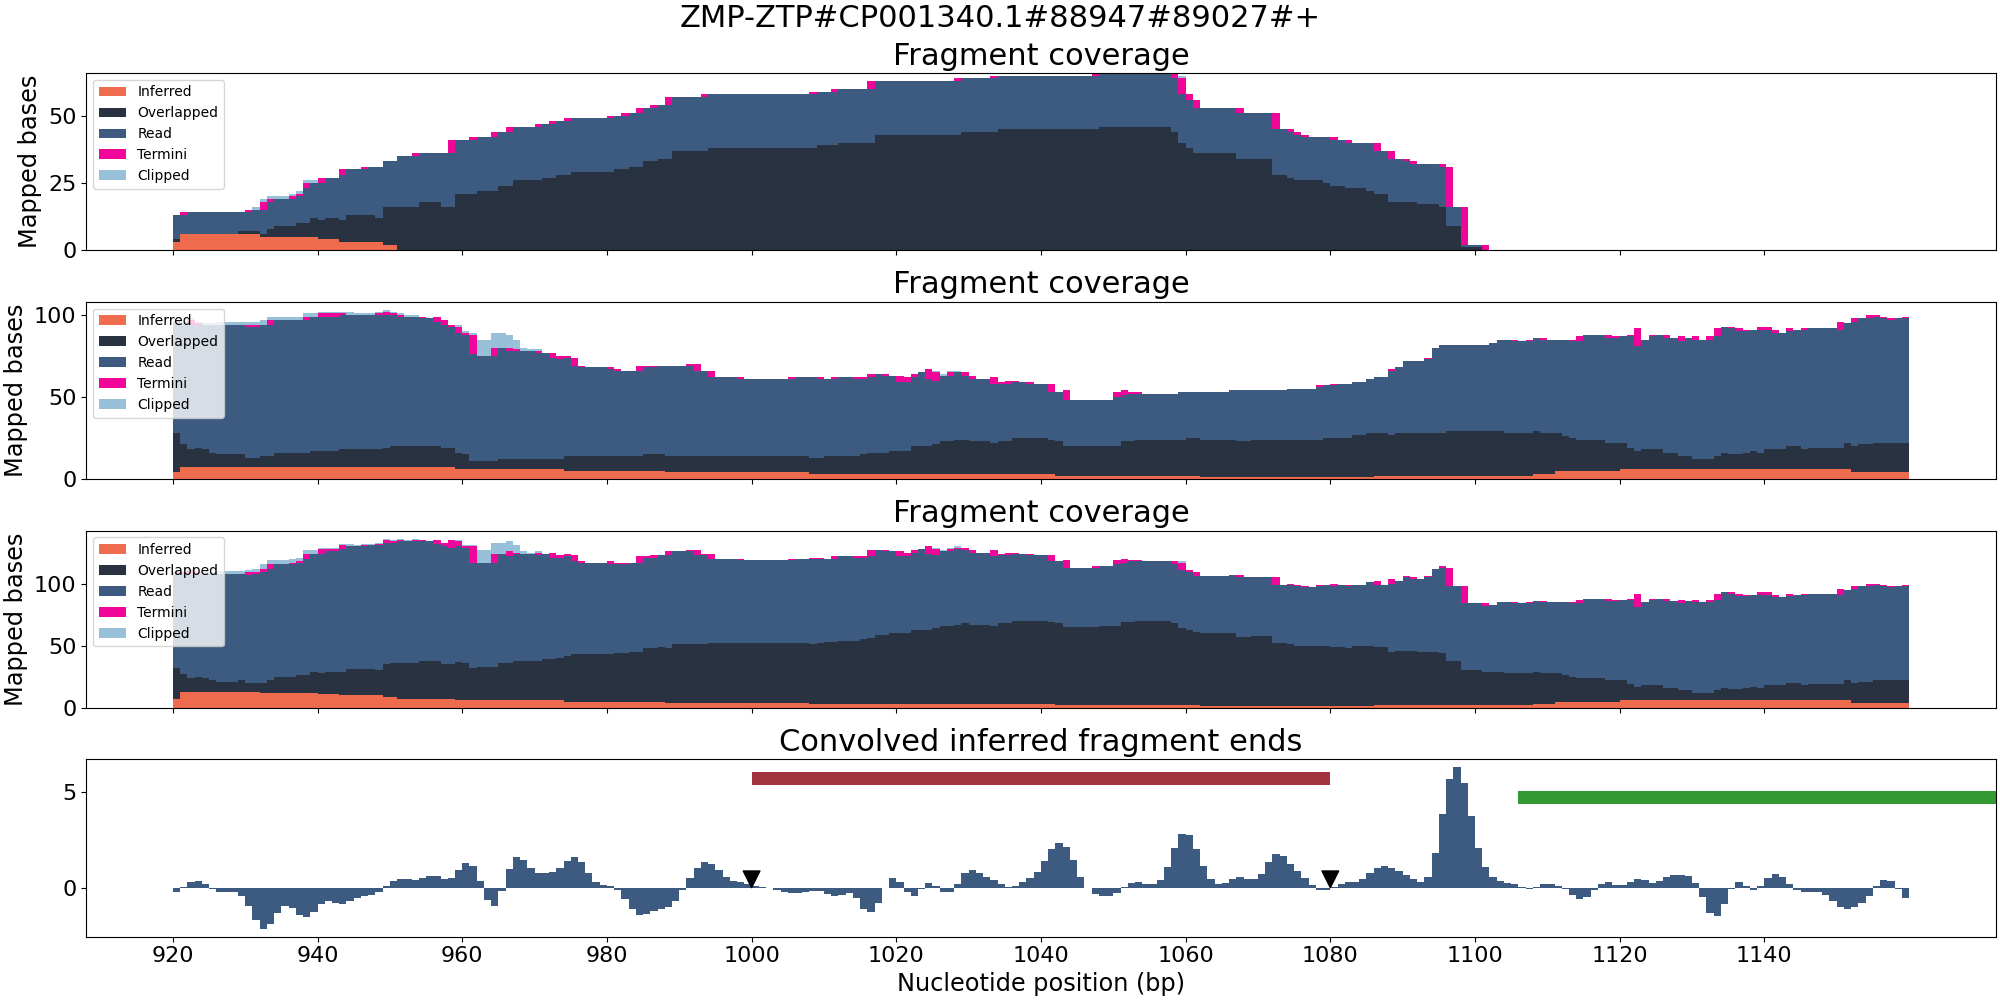 ZMP-ZTP#CP001340.1#88947#89027#+
Fragment coverage
Mapped bases
50
25
0
Inferred
Overlapped
Read
Termini
Clipped
Fragment coverage
Mapped bases
100
50
0
Inferred
Overlapped
Read
Termini
Clipped
Fragment coverage
Mapped bases
100
50
0
Inferred
Overlapped
Read
Termini
Clipped
Convolved inferred fragment ends
5
0
920 940 960 980 1000 1020 1040 1060 1080 1100 1120 1140
Nucleotide position (bp)